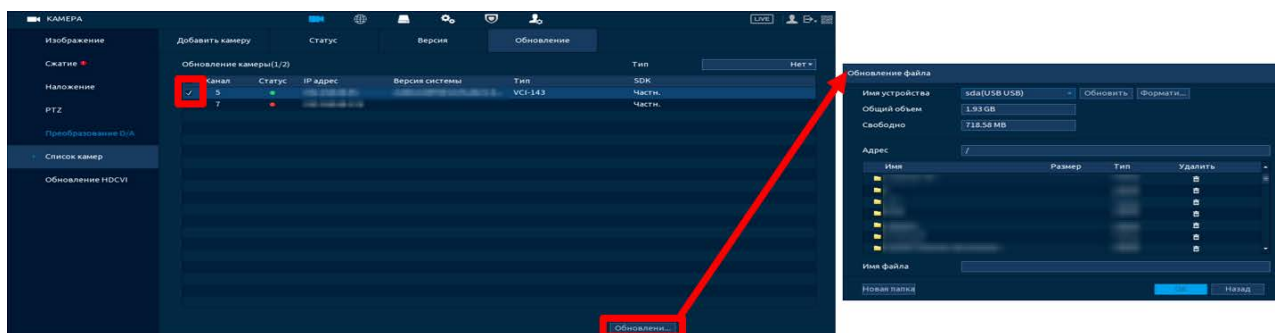 КАМЕРА
LIVE
Изображение
Сжатие
Наложение
PTZ
Преобразование D/A
Список камер
Обновление HDCVI
Добавить камеру Статус Версия Обновление
Обновление камеры(1/2) Тип Нет
Канал Статус IP адрес Версия системы Тип SDK
5 VCI-143 Частн.
7 Частн.
Обновлени...
Обновление файла
Имя устройства sda(USB USB) Обновить Формати...
Общий объем 1.93 GB
Свободно 718.58 MB
Адрес /
Имя Размер Тип Удалить
Имя файла
Новая папка OK Назад